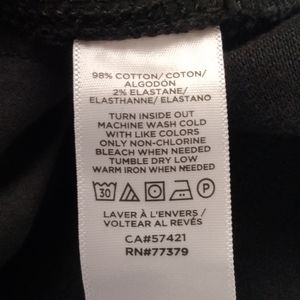 98% COTTON/ COTON/
ALGODÓN
2% ELASTANE/
ELASTHANNE/ ELASTANO
TURN INSIDE OUT
MACHINE WASH COLD
WITH LIKE COLORS
ONLY NON-CHLORINE
BLEACH WHEN NEEDED
TUMBLE DRY LOW
WARM IRON WHEN NEEDED
30 P
LAVER À L'ENVERS /
VOLTEAR AL REVÉS
CA#57421
RN#77379